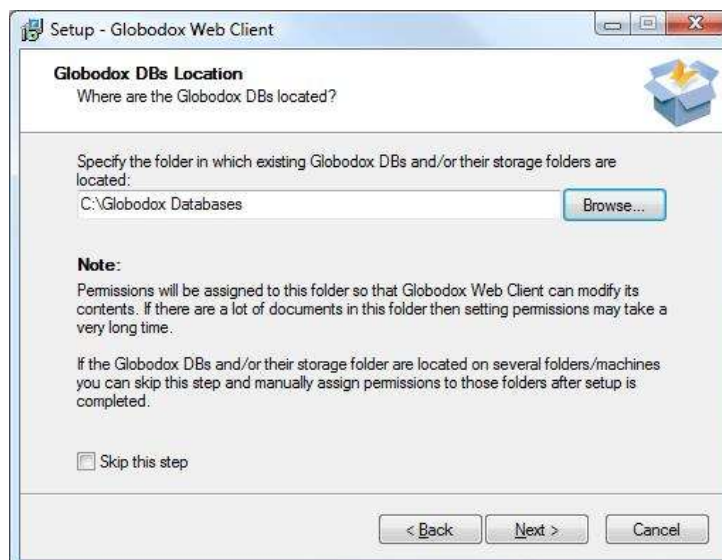 Setup - Globodox Web Client
Globodox DBs Location
Where are the Globodox DBs located?
Specify the folder in which existing Globodox DBs and/or their storage folders are
located:
C:\Globodox Databases
Browse...
Note:
Permissions will be assigned to this folder so that Globodox Web Client can modify its
contents. If there are a lot of documents in this folder then setting permissions may take a
very long time.
If the Globodox DBs and/or their storage folder are located on several folders/machines
you can skip this step and manually assign permissions to those folders after setup is
completed.
Skip this step
< Back
Next >
Cancel